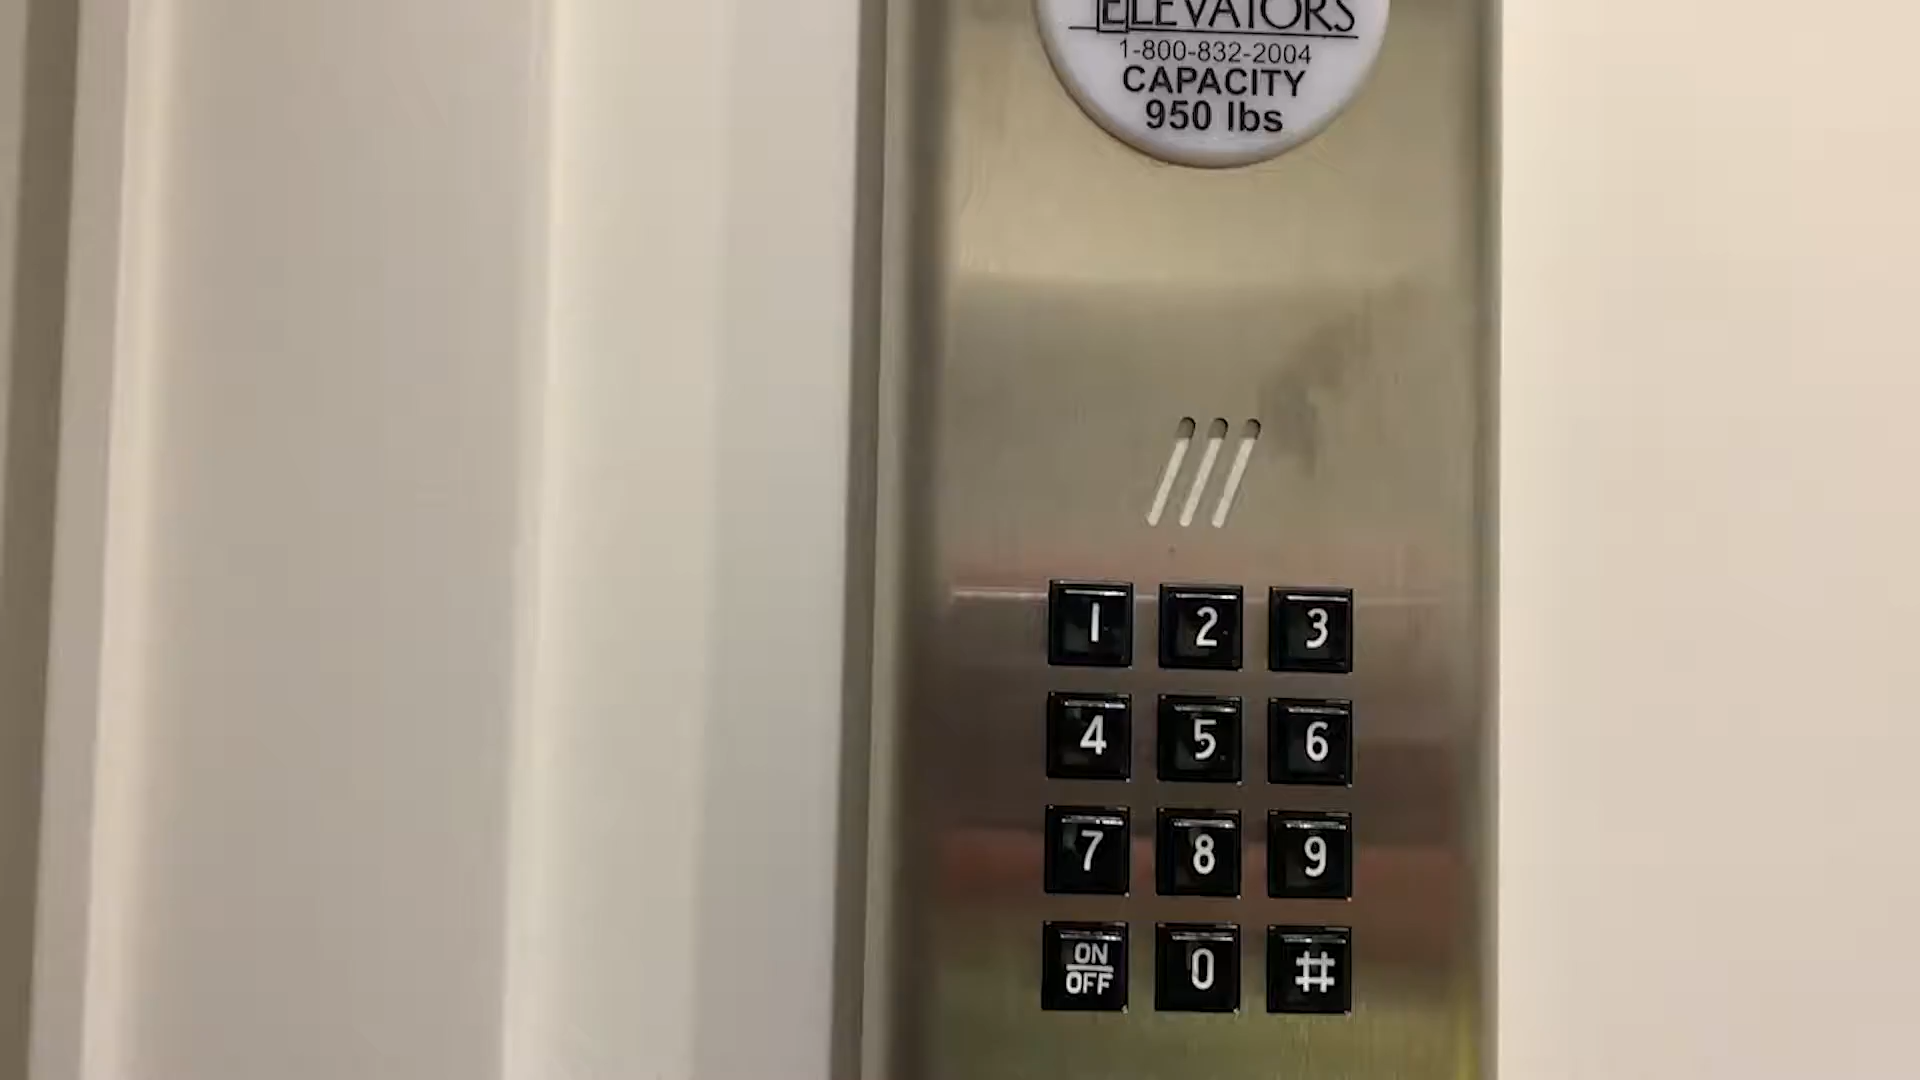 ELEVATORS
1-800-832-2004
CAPACITY
950 lbs
1 2 3
4 5 6
7 8 9
ON
OFF
0 #